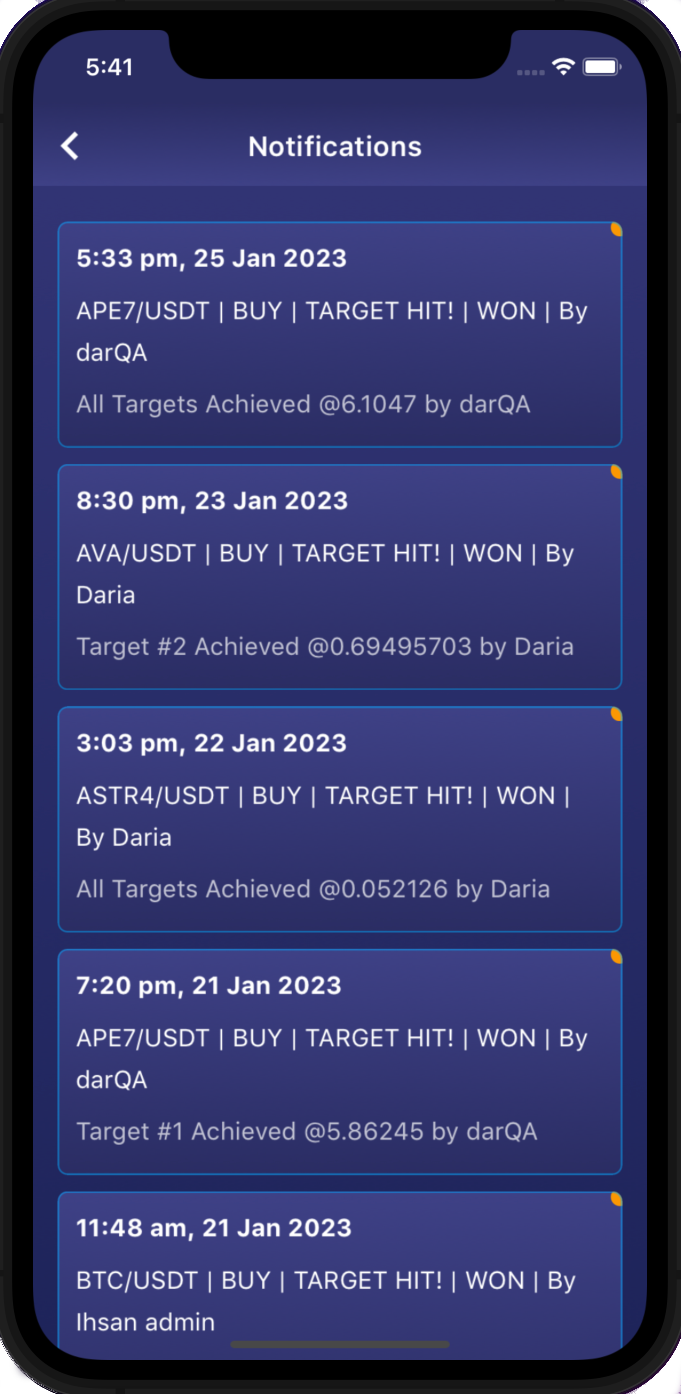 5:41
Notifications
5:33 pm, 25 Jan 2023
APE7/USDT | BUY | TARGET HIT! | WON | By
darQA
All Targets Achieved @6.1047 by darQA
8:30 pm, 23 Jan 2023
AVA/USDT | BUY | TARGET HIT! | WON | By
Daria
Target #2 Achieved @0.69495703 by Daria
3:03 pm, 22 Jan 2023
ASTR4/USDT | BUY | TARGET HIT! | WON |
By Daria
All Targets Achieved @0.052126 by Daria
7:20 pm, 21 Jan 2023
APE7/USDT | BUY | TARGET HIT! | WON | By
darQA
Target #1 Achieved @5.86245 by darQA
11:48 am, 21 Jan 2023
BTC/USDT | BUY | TARGET HIT! | WON | By
Ihsan admin